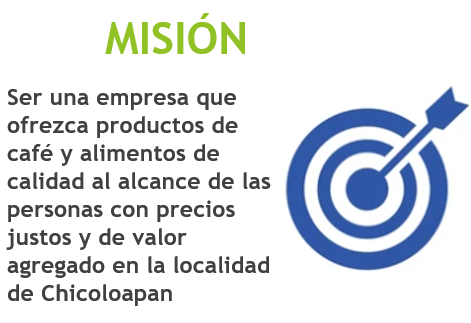 MISIÓN
Ser una empresa que
ofrezca productos de
café y alimentos de
calidad al alcance de las
personas con precios
justos y de valor
agregado en la localidad
de Chicoloapan